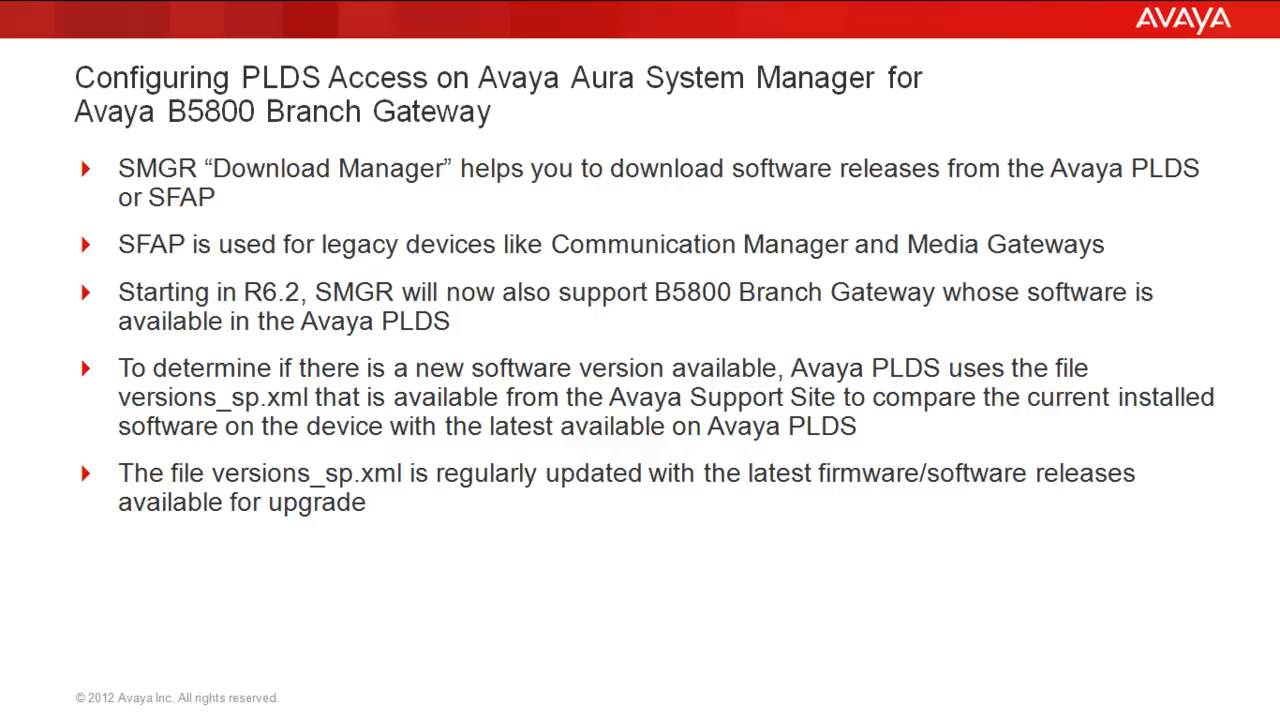 AVAYA
Configuring PLDS Access on Avaya Aura System Manager for
Avaya B5800 Branch Gateway
SMGR “Download Manager” helps you to download software releases from the Avaya PLDS
or SFAP
SFAP is used for legacy devices like Communication Manager and Media Gateways
Starting in R6.2, SMGR will now also support B5800 Branch Gateway whose software is
available in the Avaya PLDS
To determine if there is a new software version available, Avaya PLDS uses the file
versions_sp.xml that is available from the Avaya Support Site to compare the current installed
software on the device with the latest available on Avaya PLDS
The file versions_sp.xml is regularly updated with the latest firmware/software releases
available for upgrade
© 2012 Avaya Inc. All rights reserved.